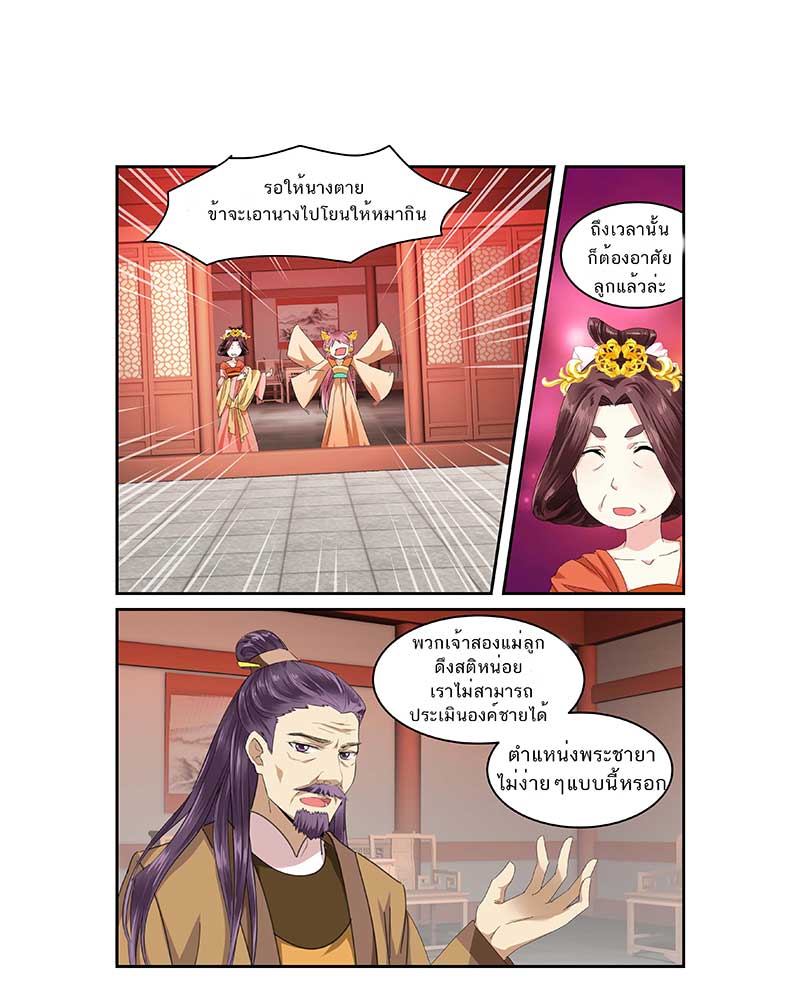 รอให้นางตาย
ข้าจะเอานางไปโยนให้หมากิน
ถึงเวลานั้น
ก็ต้องอาศัย
ลูกแล้วล่ะ
พวกเจ้าสองแม่ลูก
ดึงสติหน่อย
เราไม่สามารถ
ประเมินองค์ชายได้
ตำแหน่งพระชายา
ไม่ง่ายๆแบบนี้หรอก